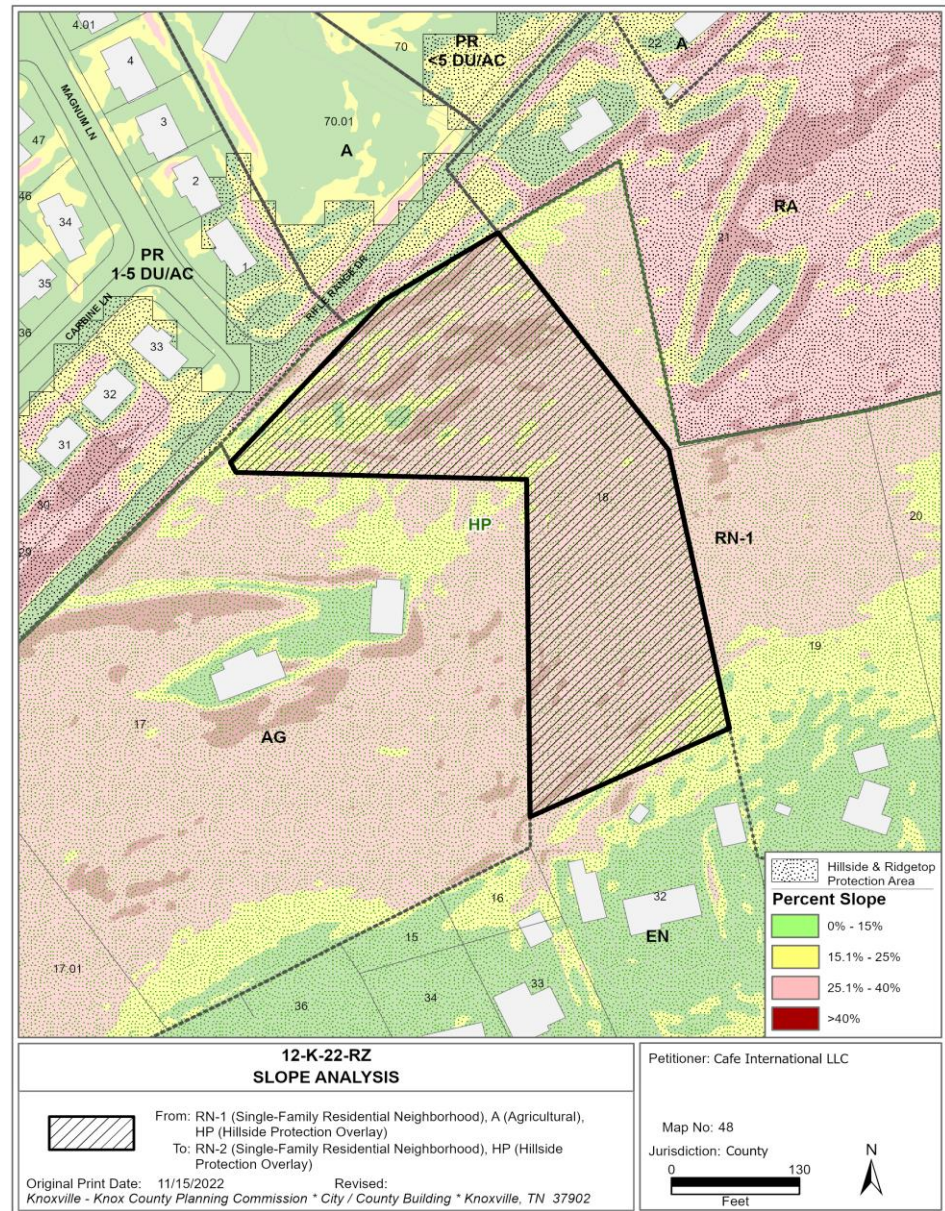 4.01
4
MAGNUM LN
3
47
2
46
34
1
PR
1-5 DU/AC
35
CARBINE LN
36
33
32
31
30
29
70
PR
<5 DU/AC
70.01
A
22
A
RIFLE RANGE DR
RA
21
18
HP
RN-1
20
19
17
AG
16
15
32
EN
17.01
36
34
33
Hillside & Ridgetop
Protection Area
Percent Slope
0% - 15%
15.1% - 25%
25.1% - 40%
>40%
12-K-22-RZ
SLOPE ANALYSIS
From: RN-1 (Single-Family Residential Neighborhood), A (Agricultural),
HP (Hillside Protection Overlay)
To: RN-2 (Single-Family Residential Neighborhood), HP (Hillside
Protection Overlay)
Original Print Date: 11/15/2022 Revised:
Knoxville - Knox County Planning Commission * City / County Building * Knoxville, TN 37902
Petitioner: Cafe International LLC
Map No: 48
Jurisdiction: County
0 130
Feet
N